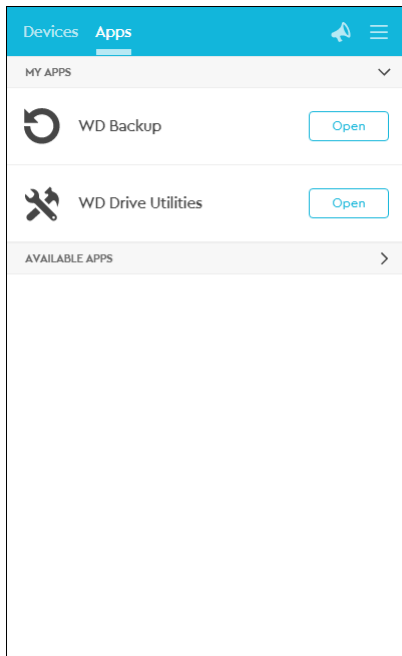 Devices Apps
MY APPS
WD Backup Open
WD Drive Utilities Open
AVAILABLE APPS